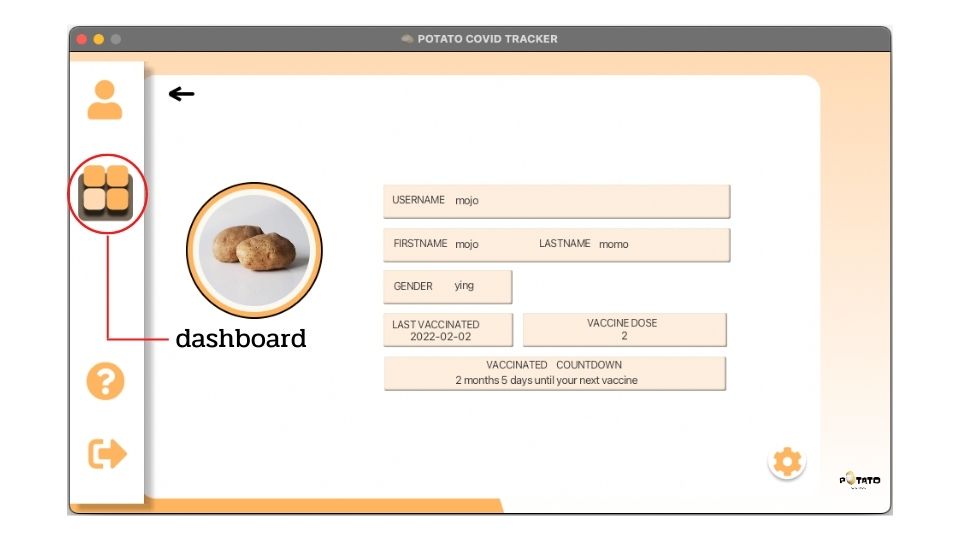 POTATO COVID TRACKER
USERNAME mojo
FIRSTNAME mojo LASTNAME momo
GENDER ying
LAST VACCINATED
2022-02-02
VACCINE DOSE
2
dashboard
VACCINATED COUNTDOWN
2 months 5 days until your next vaccine
POTATO